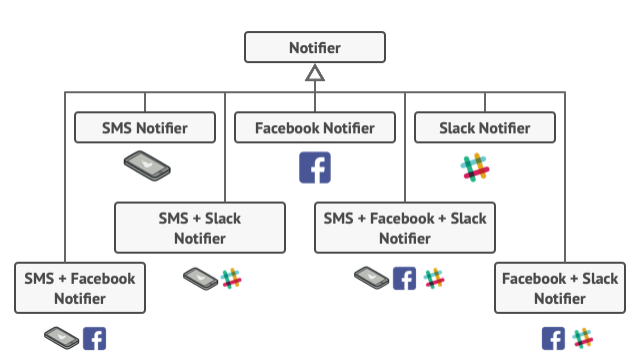 Notifier
SMS Notifier
Facebook Notifier
Slack Notifier
SMS + Slack
Notifier
SMS + Facebook + Slack
Notifier
SMS + Facebook
Notifier
Facebook + Slack
Notifier